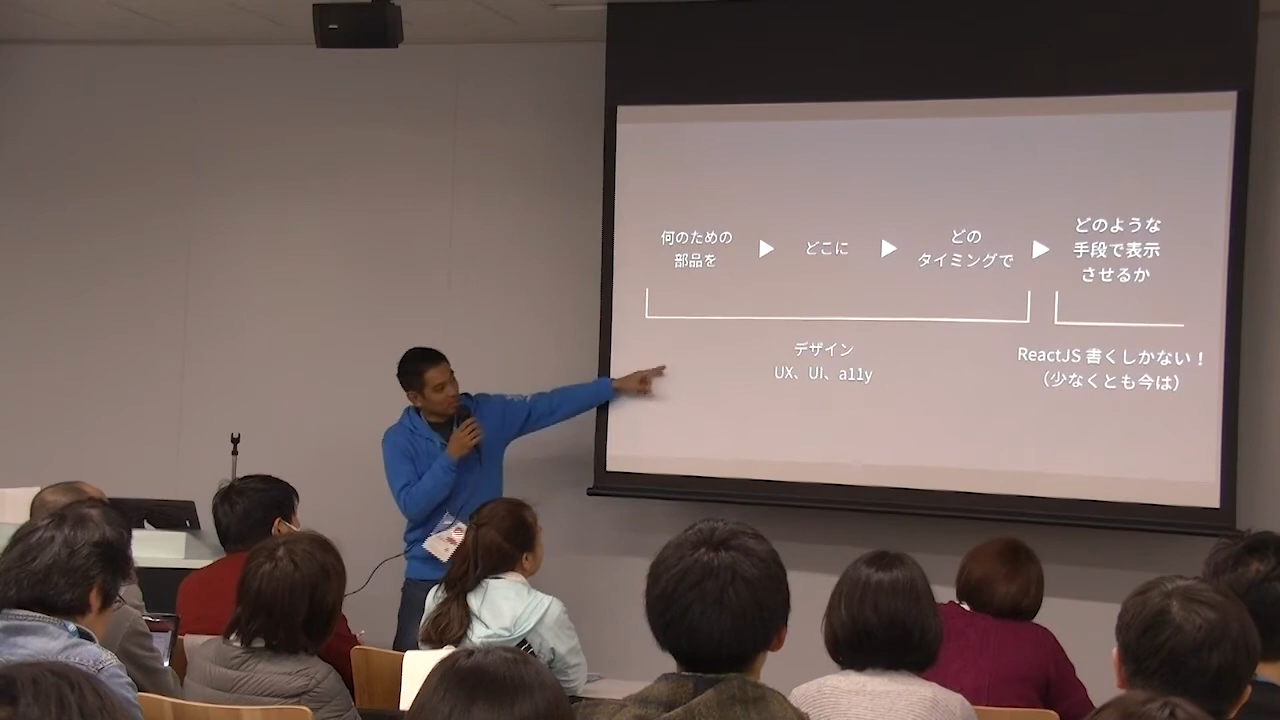 何のための
部品を
どこに
どの
タイミングで
どのような
手段で表示
させるか
デザイン
UX、UI、a11y
ReactJS 書くしかない！
（少なくとも今は）